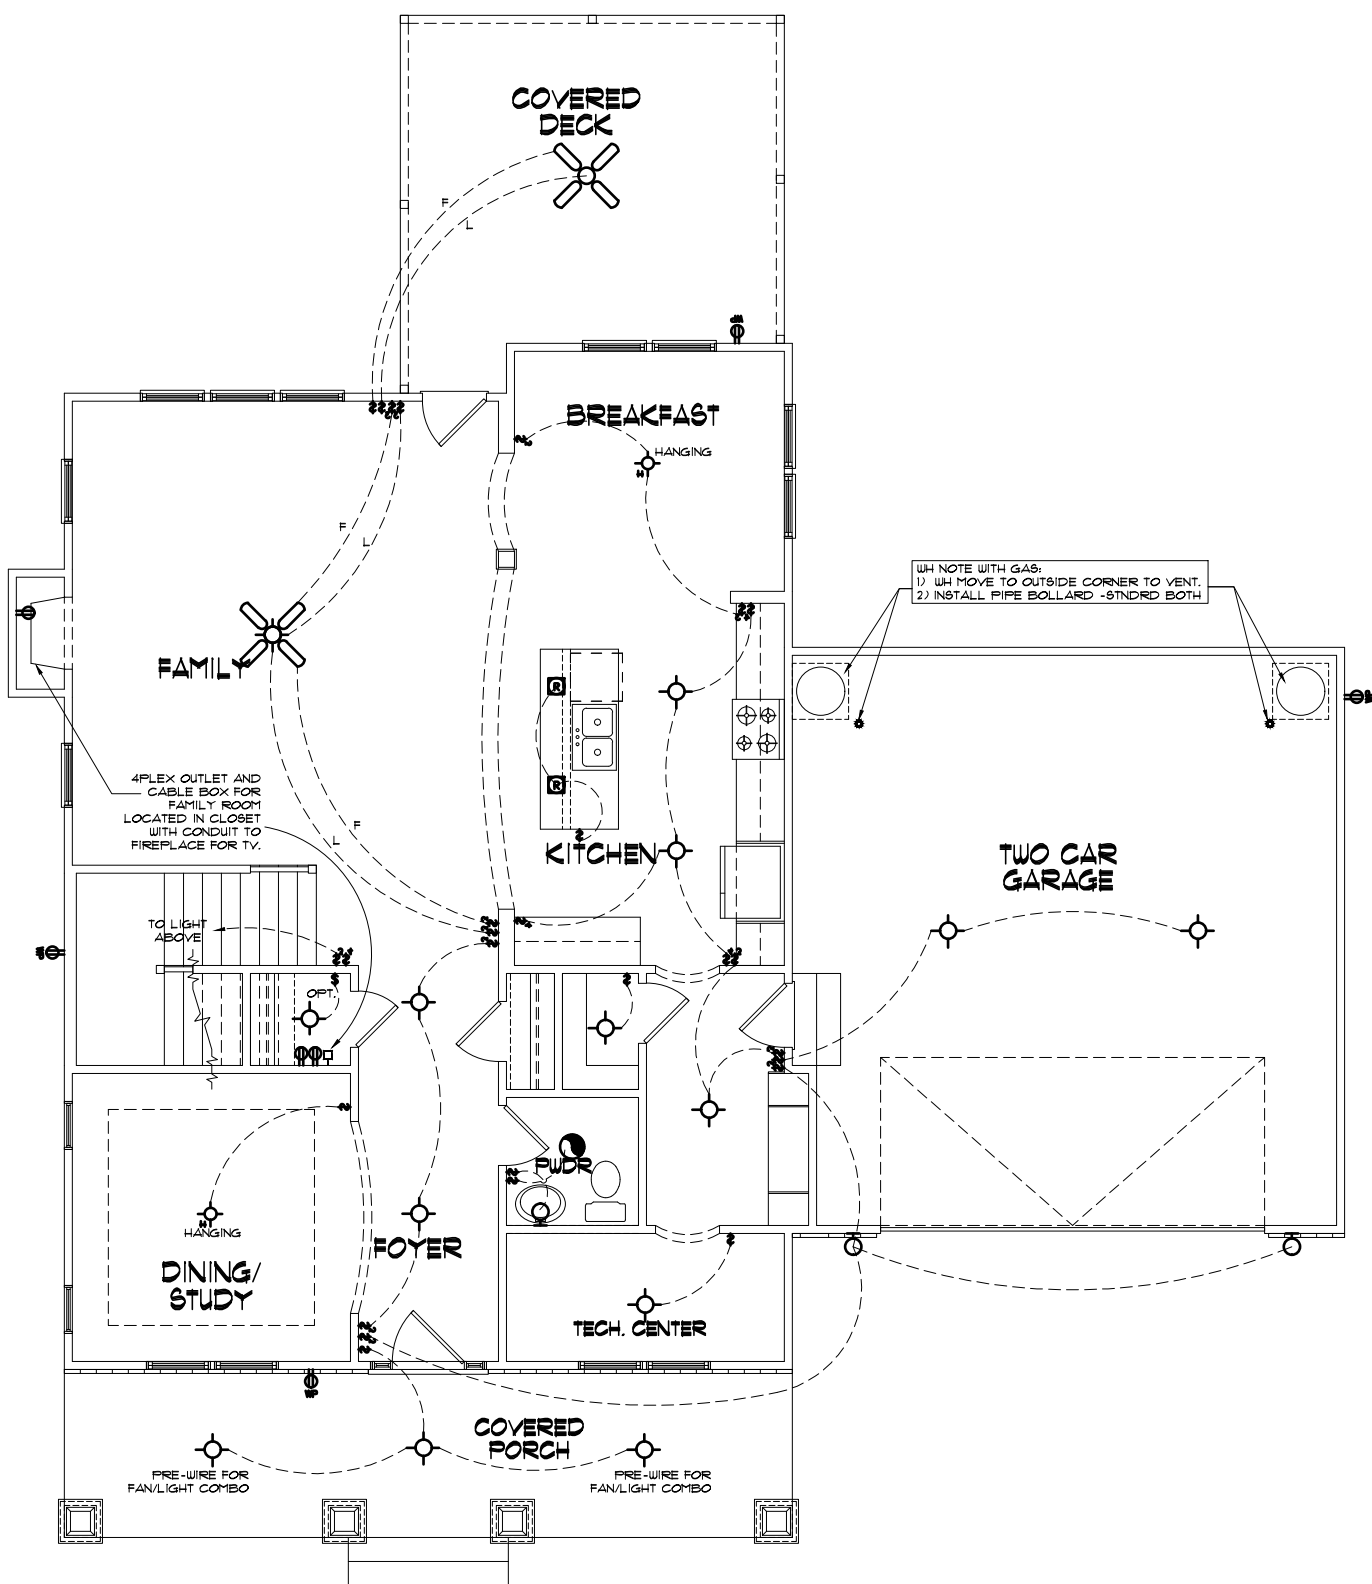 COVERED
DECK
F
L
WP
BREAKFAST
HANGING
H
F
L
WH NOTE WITH GAS:
1) WH MOVE TO OUTSIDE CORNER TO VENT.
2) INSTALL PIPE BOLLARD -STNDRD BOTH
FAMILY
R
WP
4PLEX OUTLET AND
CABLE BOX FOR
FAMILY ROOM
LOCATED IN CLOSET
WITH CONDUIT TO
FIREPLACE FOR TV.
R
F
L
KITCHEN
TWO CAR
GARAGE
TO LIGHT
ABOVE
WP
OPT.
PWDR
H
HANGING
FOYER
DINING/
STUDY
TECH. CENTER
WP
COVERED
PORCH
PRE-WIRE FOR
FAN/LIGHT COMBO
PRE-WIRE FOR
FAN/LIGHT COMBO